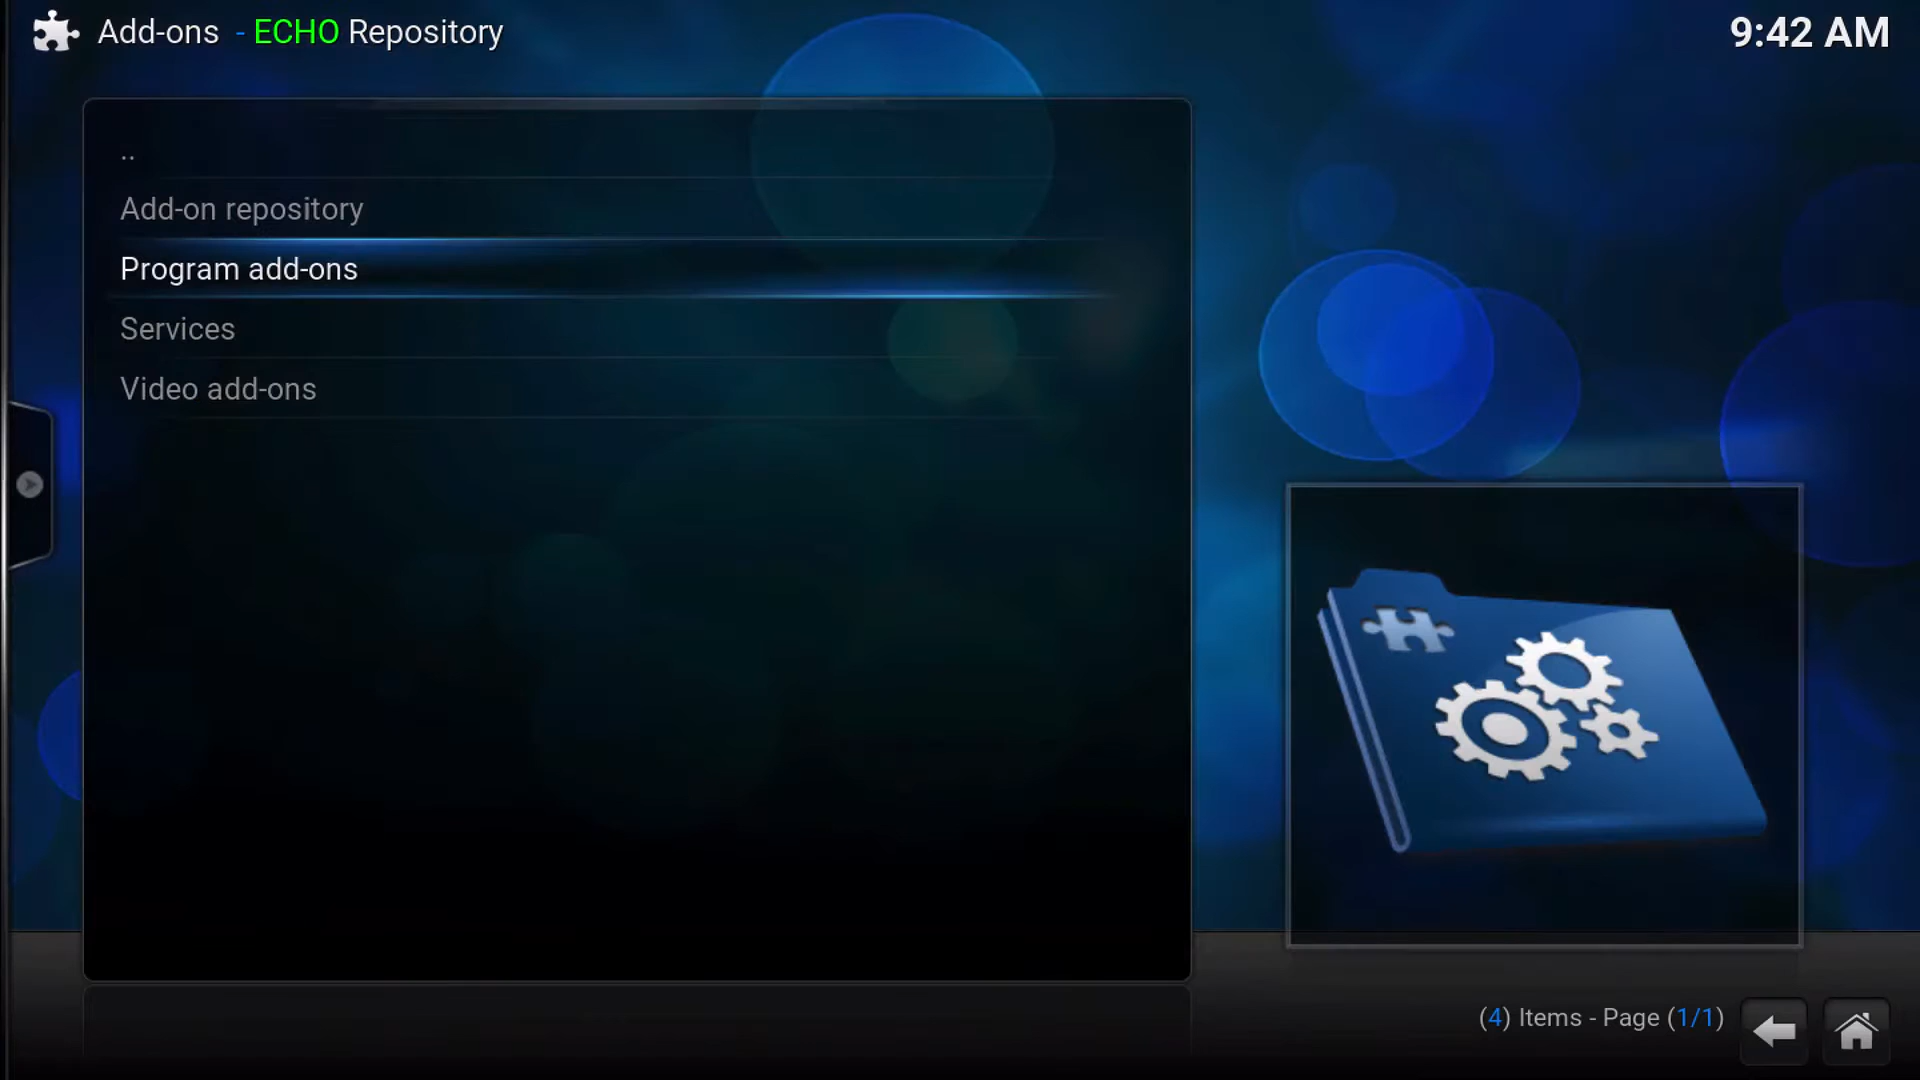 Add-ons - ECHO Repository
9:42 AM
..
Add-on repository
Program add-ons
Services
Video add-ons
(4) Items - Page (1/1)